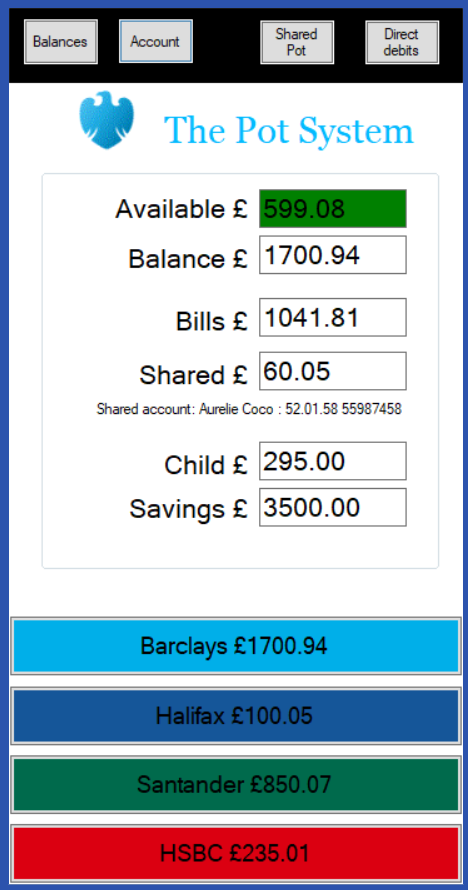 Balances
Account
Shared
Pot
Direct
debits
The Pot System
Available £ 599.08
Balance £ 1700.94
Bills £ 1041.81
Shared £ 60.05
Shared account: Aurelie Coco : 52.01.58 55987458
Child £ 295.00
Savings £ 3500.00
Barclays £1700.94
Halifax £100.05
Santander £850.07
HSBC £235.01